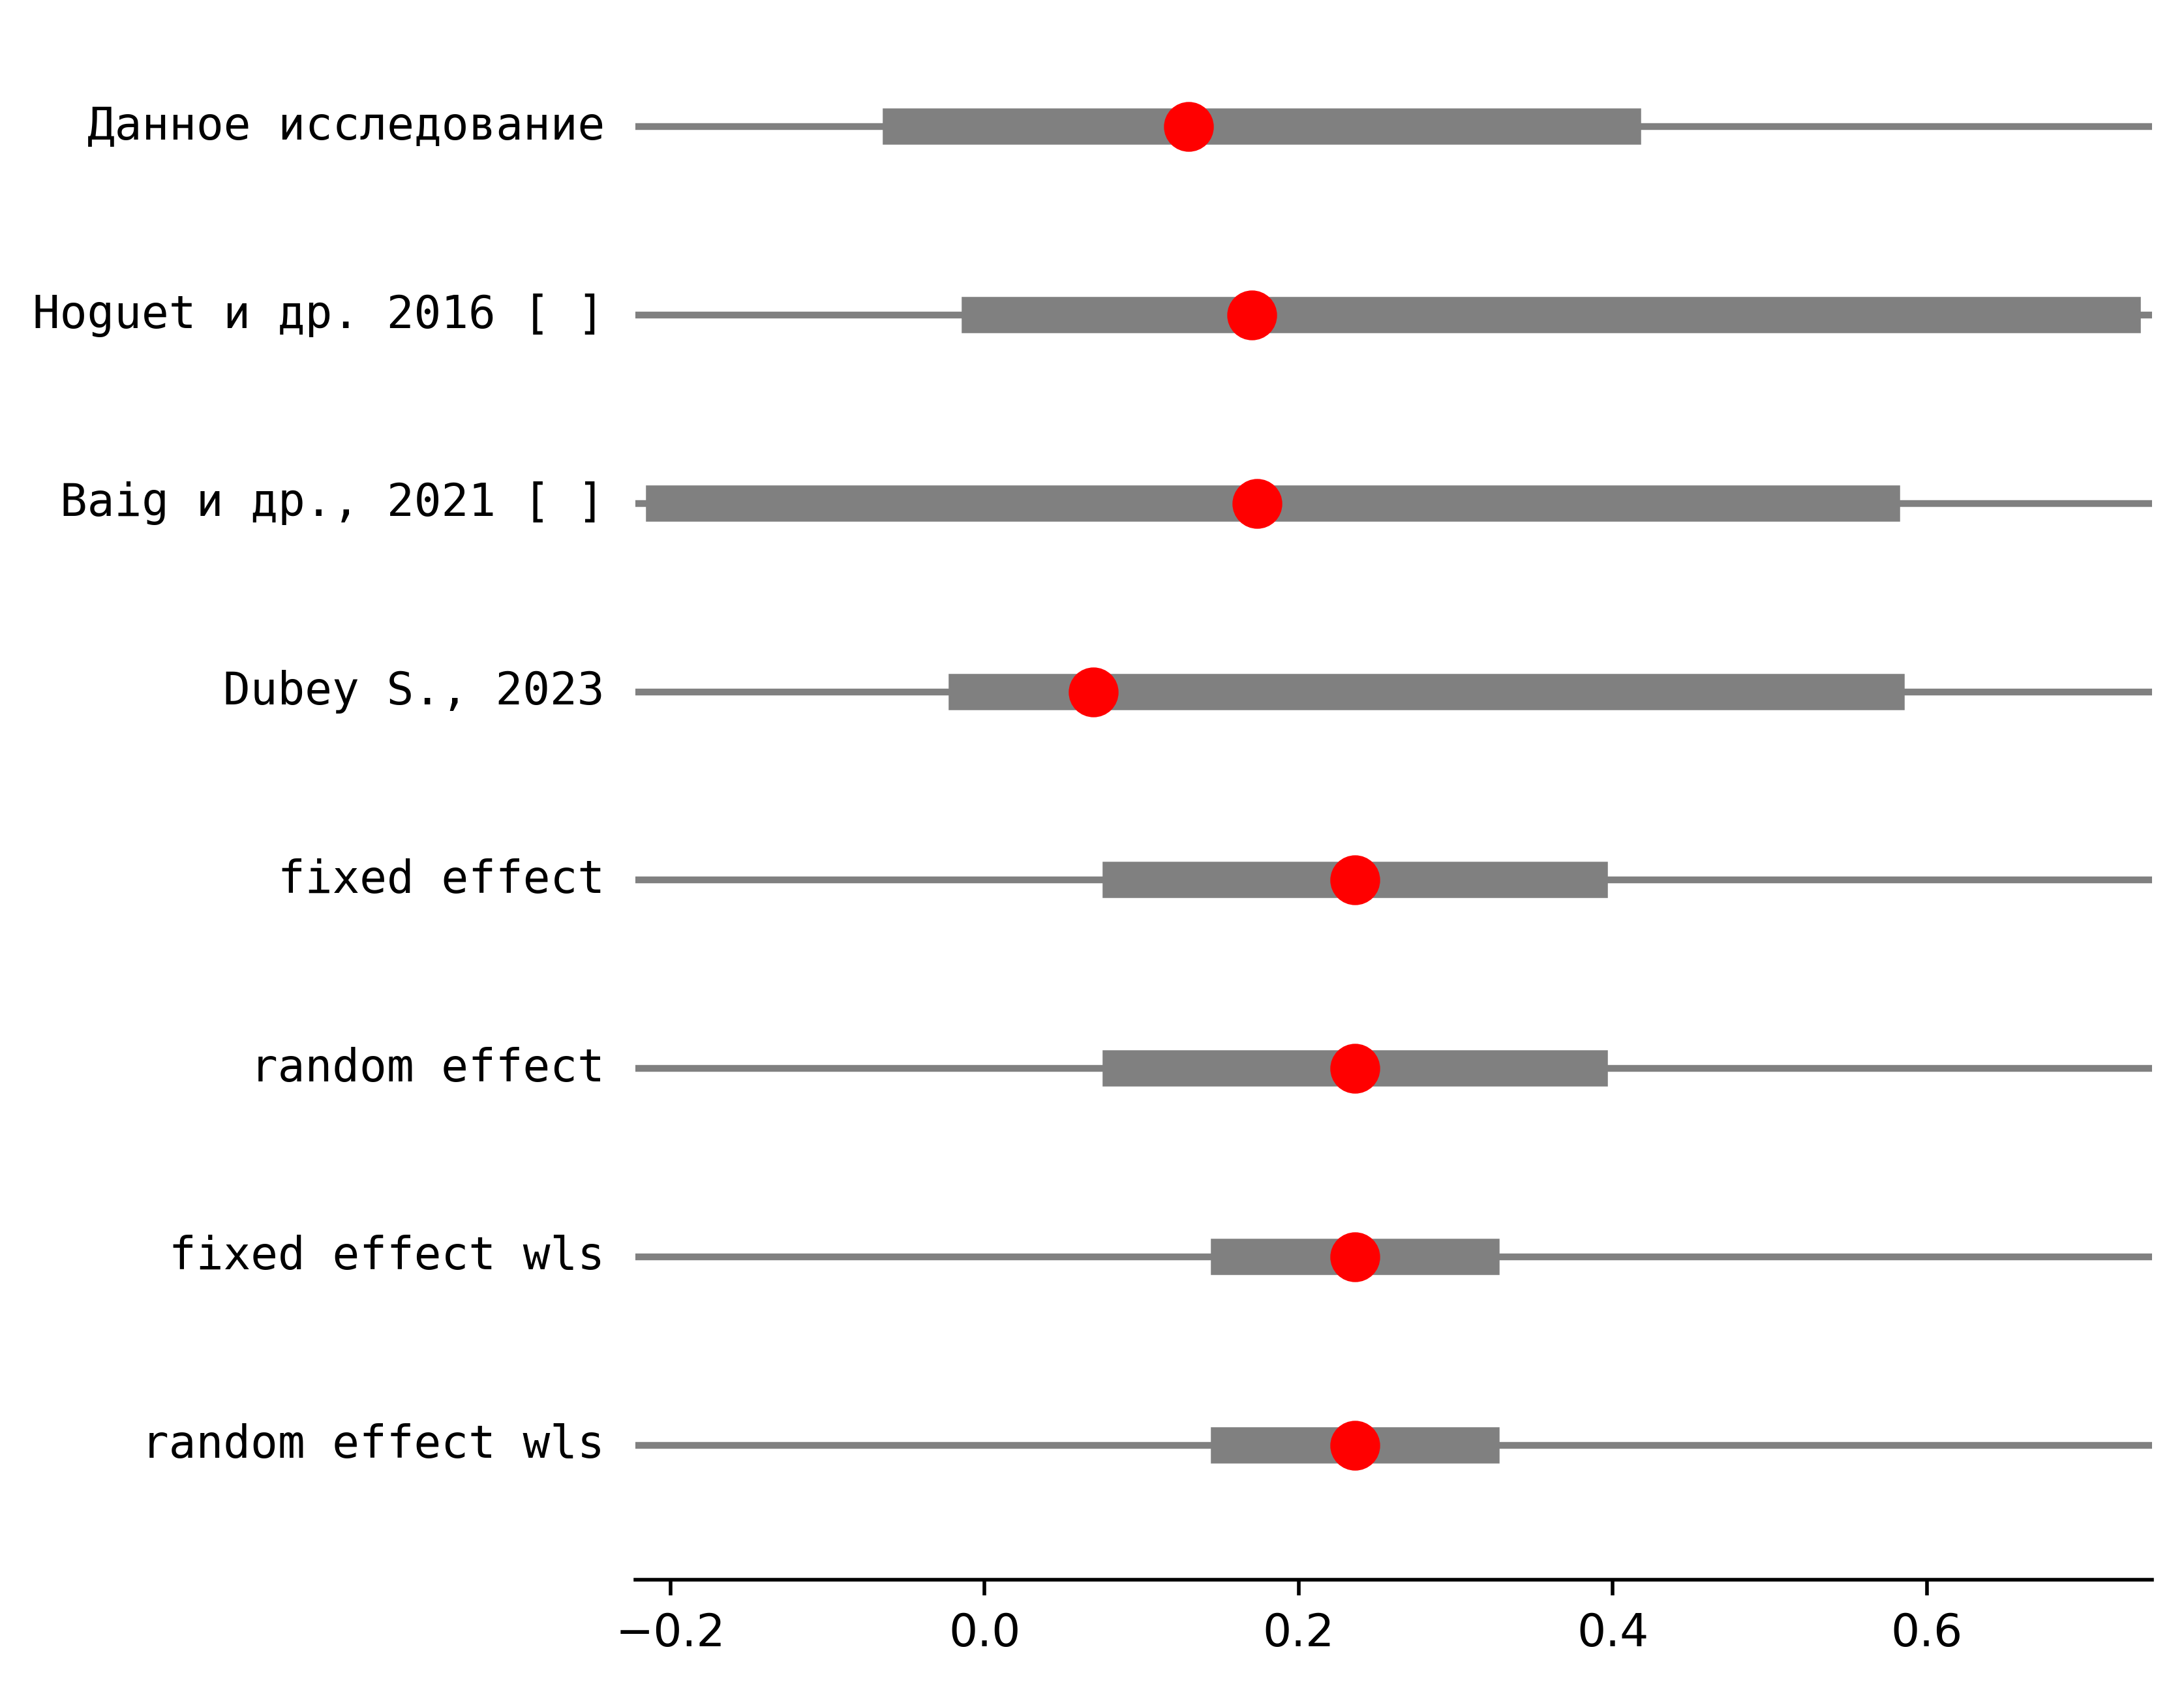 Данное исследование
Hoguet и др. 2016 [ ]
Baig и др., 2021 [ ]
Dubey S., 2023
fixed effect
random effect
fixed effect wls
random effect wls
−0.2 0.0 0.2 0.4 0.6